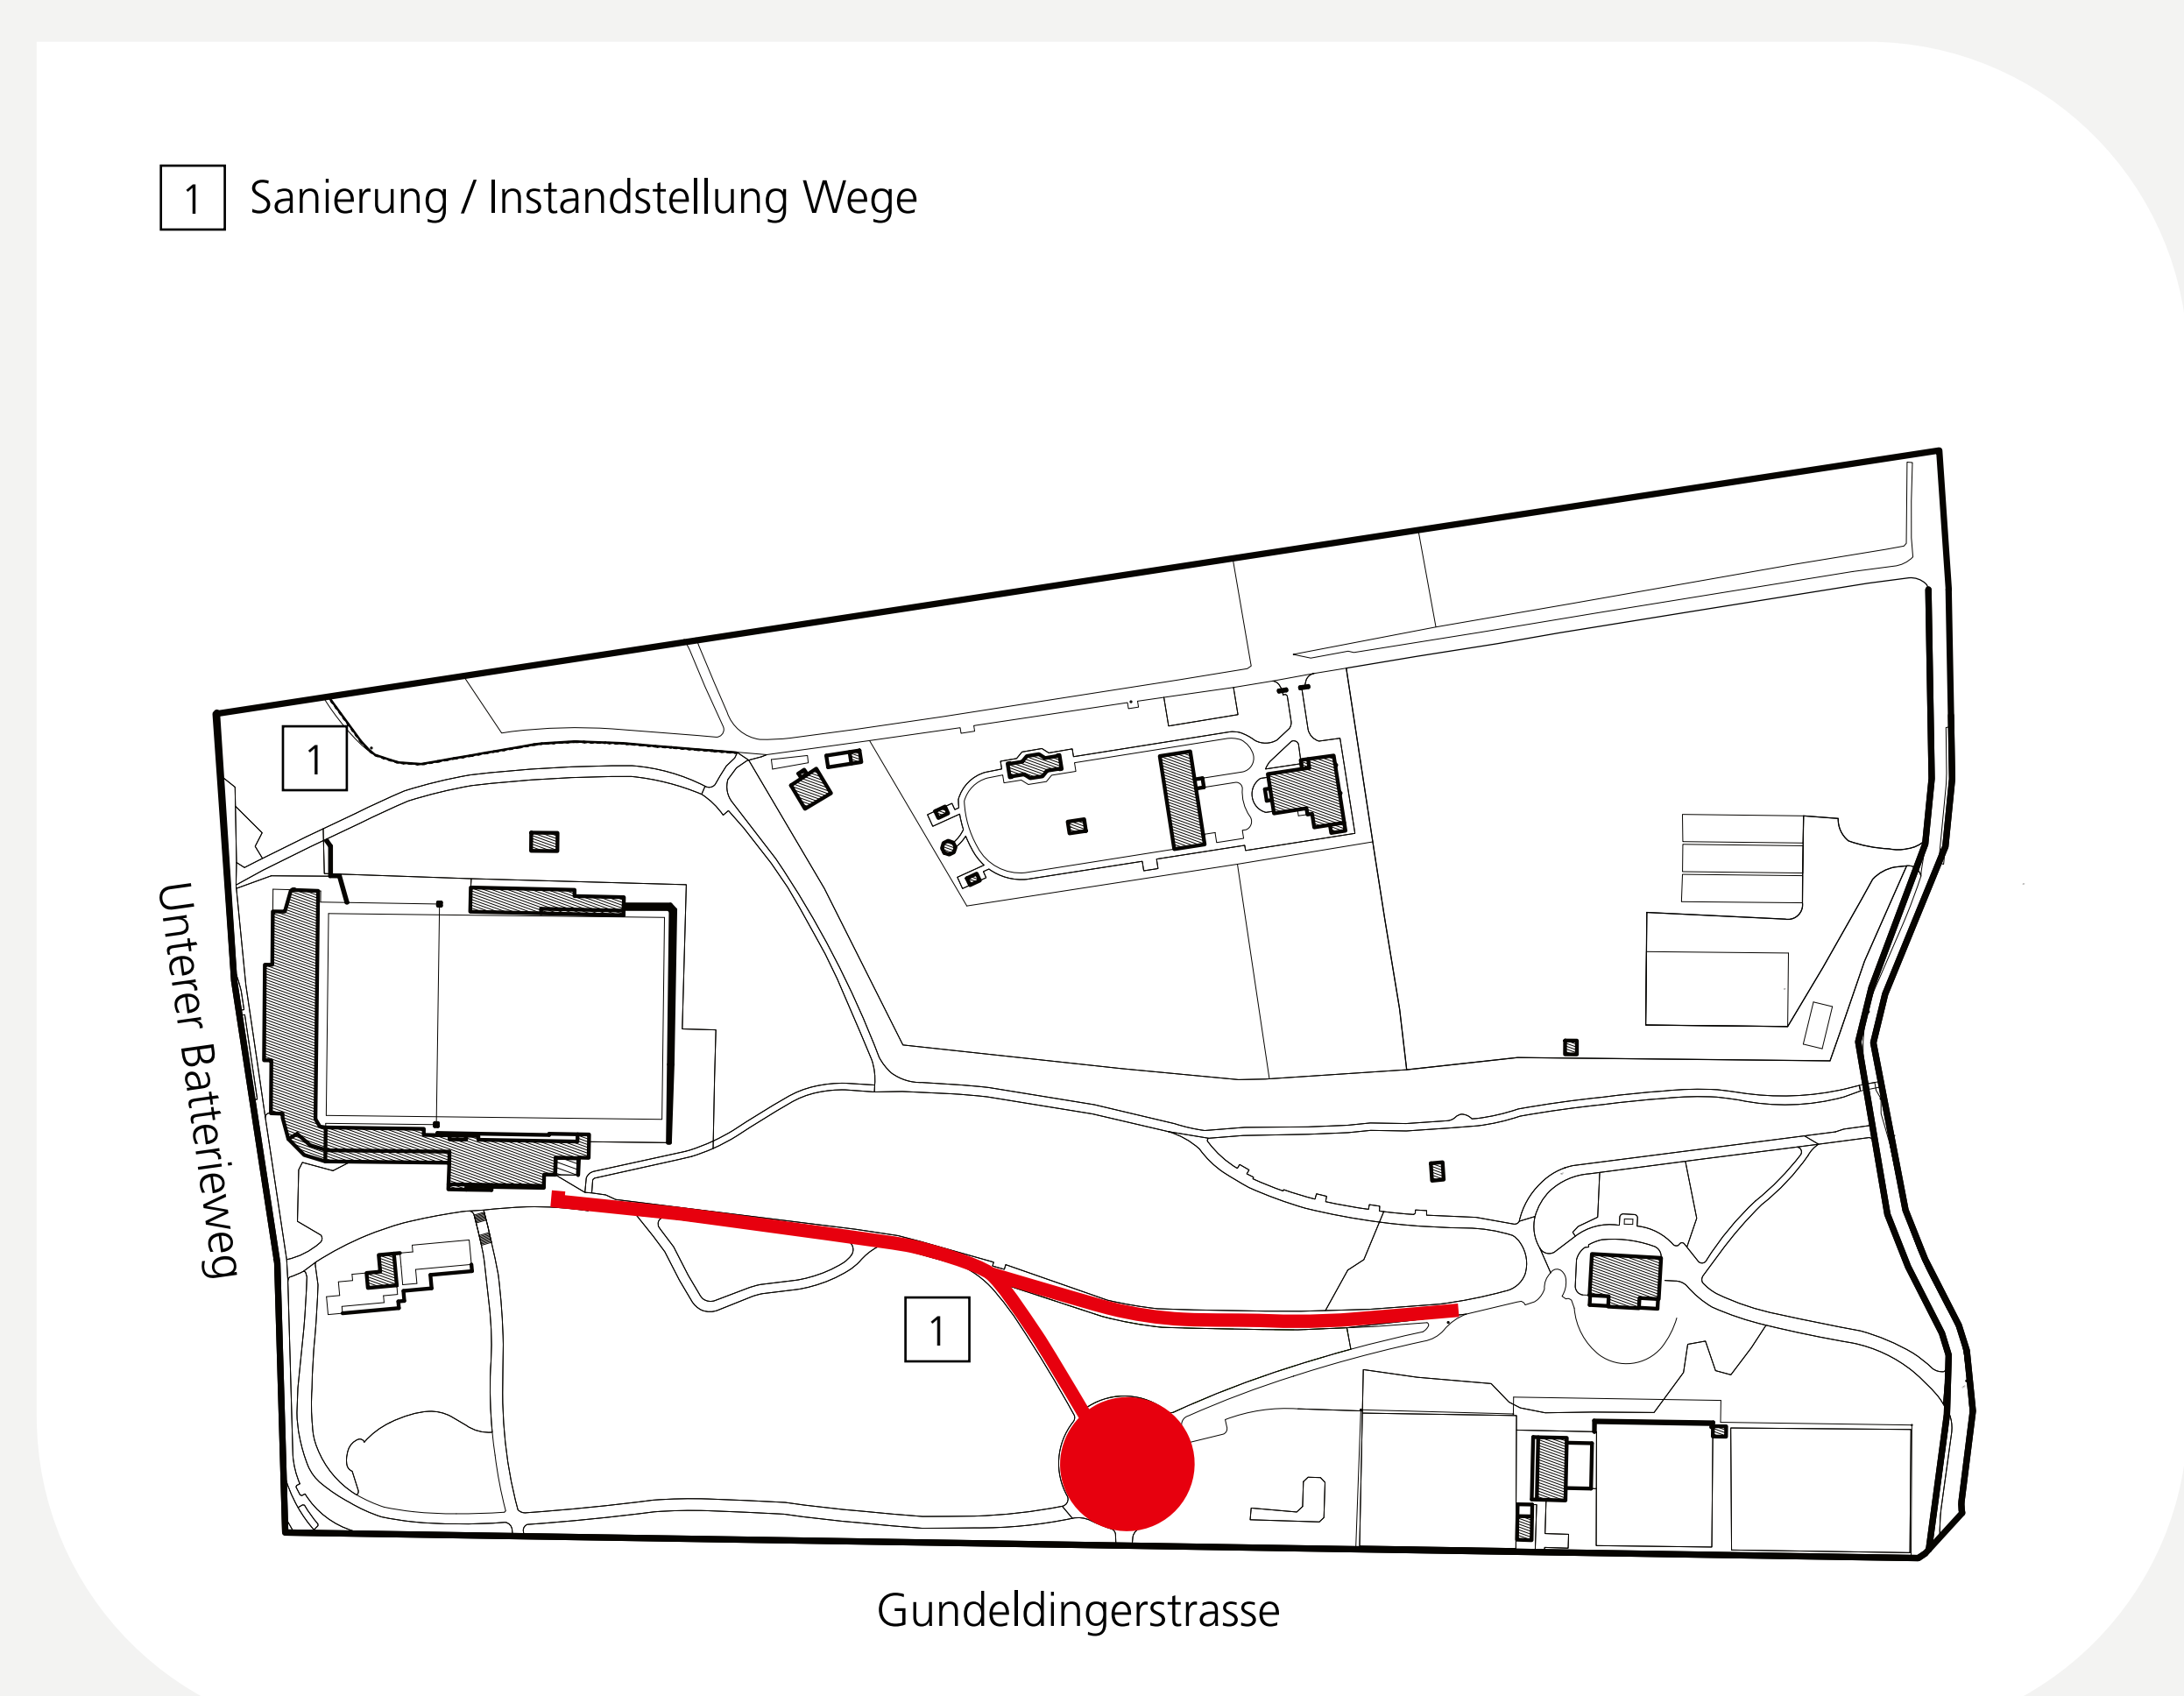 1 Sanierung / Instandstellung Wege
1
Unterer Batterieweg
1
Gundeldingerstrasse